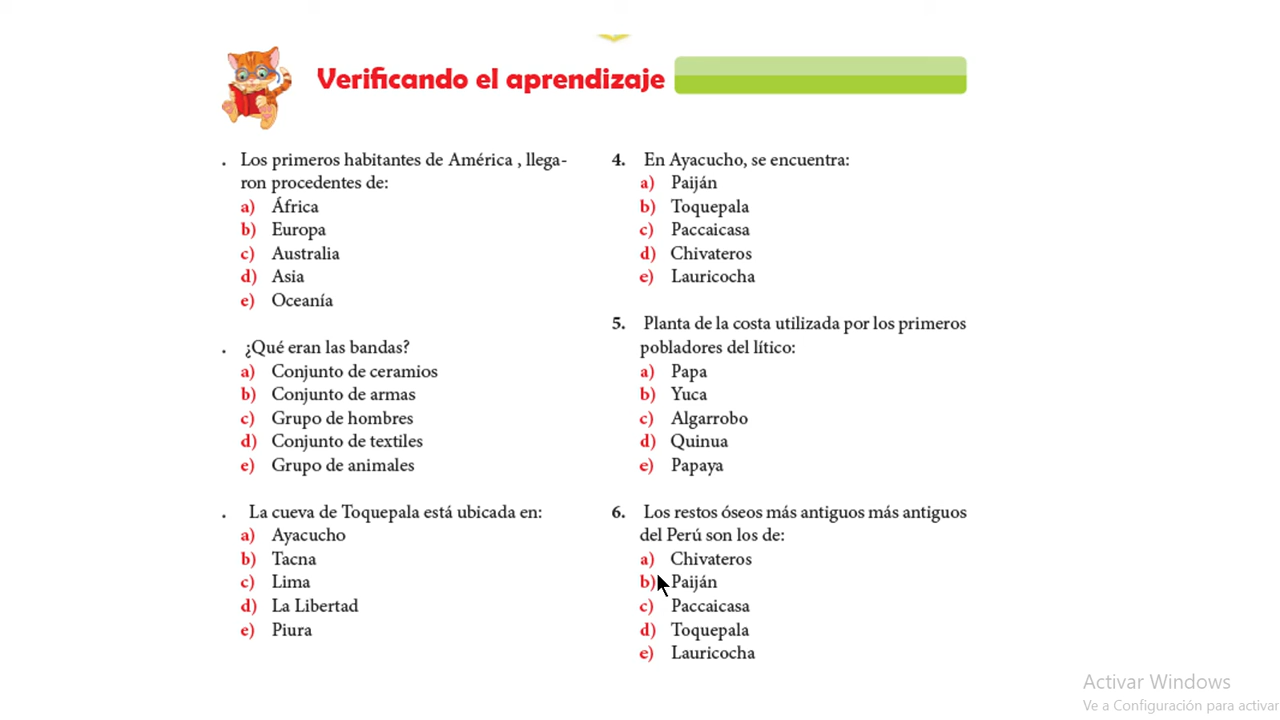 Verificando el aprendizaje
. Los primeros habitantes de América , llega-
ron procedentes de:
a) África
b) Europa
c) Australia
d) Asia
e) Oceanía
. ¿Qué eran las bandas?
a) Conjunto de ceramios
b) Conjunto de armas
c) Grupo de hombres
d) Conjunto de textiles
e) Grupo de animales
. La cueva de Toquepala está ubicada en:
a) Ayacucho
b) Tacna
c) Lima
d) La Libertad
e) Piura
4. En Ayacucho, se encuentra:
a) Paiján
b) Toquepala
c) Paccaicasa
d) Chivateros
e) Lauricocha
5. Planta de la costa utilizada por los primeros
pobladores del lítico:
a) Papa
b) Yuca
c) Algarrobo
d) Quinua
e) Papaya
6. Los restos óseos más antiguos más antiguos
del Perú son los de:
a) Chivateros
b) Paiján
c) Paccaicasa
d) Toquepala
e) Lauricocha
Activar Windows
Ve a Configuración para activar